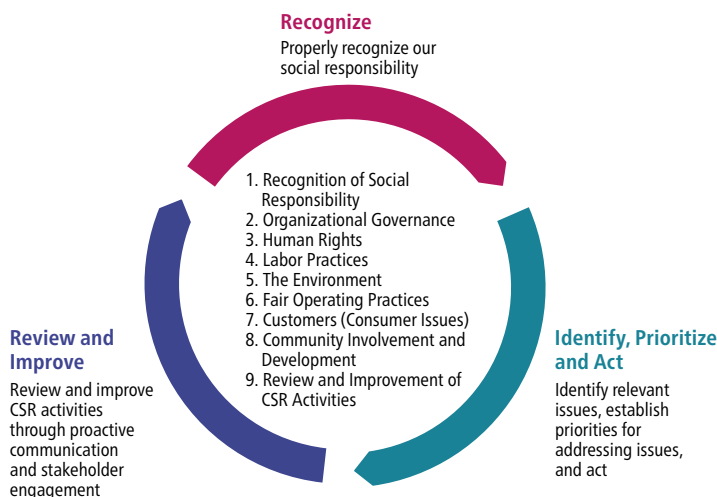 Recognize
Properly recognize our
social responsibility
1. Recognition of Social
Responsibility
2. Organizational Governance
3. Human Rights
4. Labor Practices
5. The Environment
6. Fair Operating Practices
7. Customers (Consumer Issues)
8. Community Involvement and
Development
9. Review and Improvement of
CSR Activities
Identify, Prioritize
and Act
Identify relevant
issues, establish
priorities for
addressing issues,
and act
Review and
Improve
Review and improve
CSR activities
through proactive
communication
and stakeholder
engagement